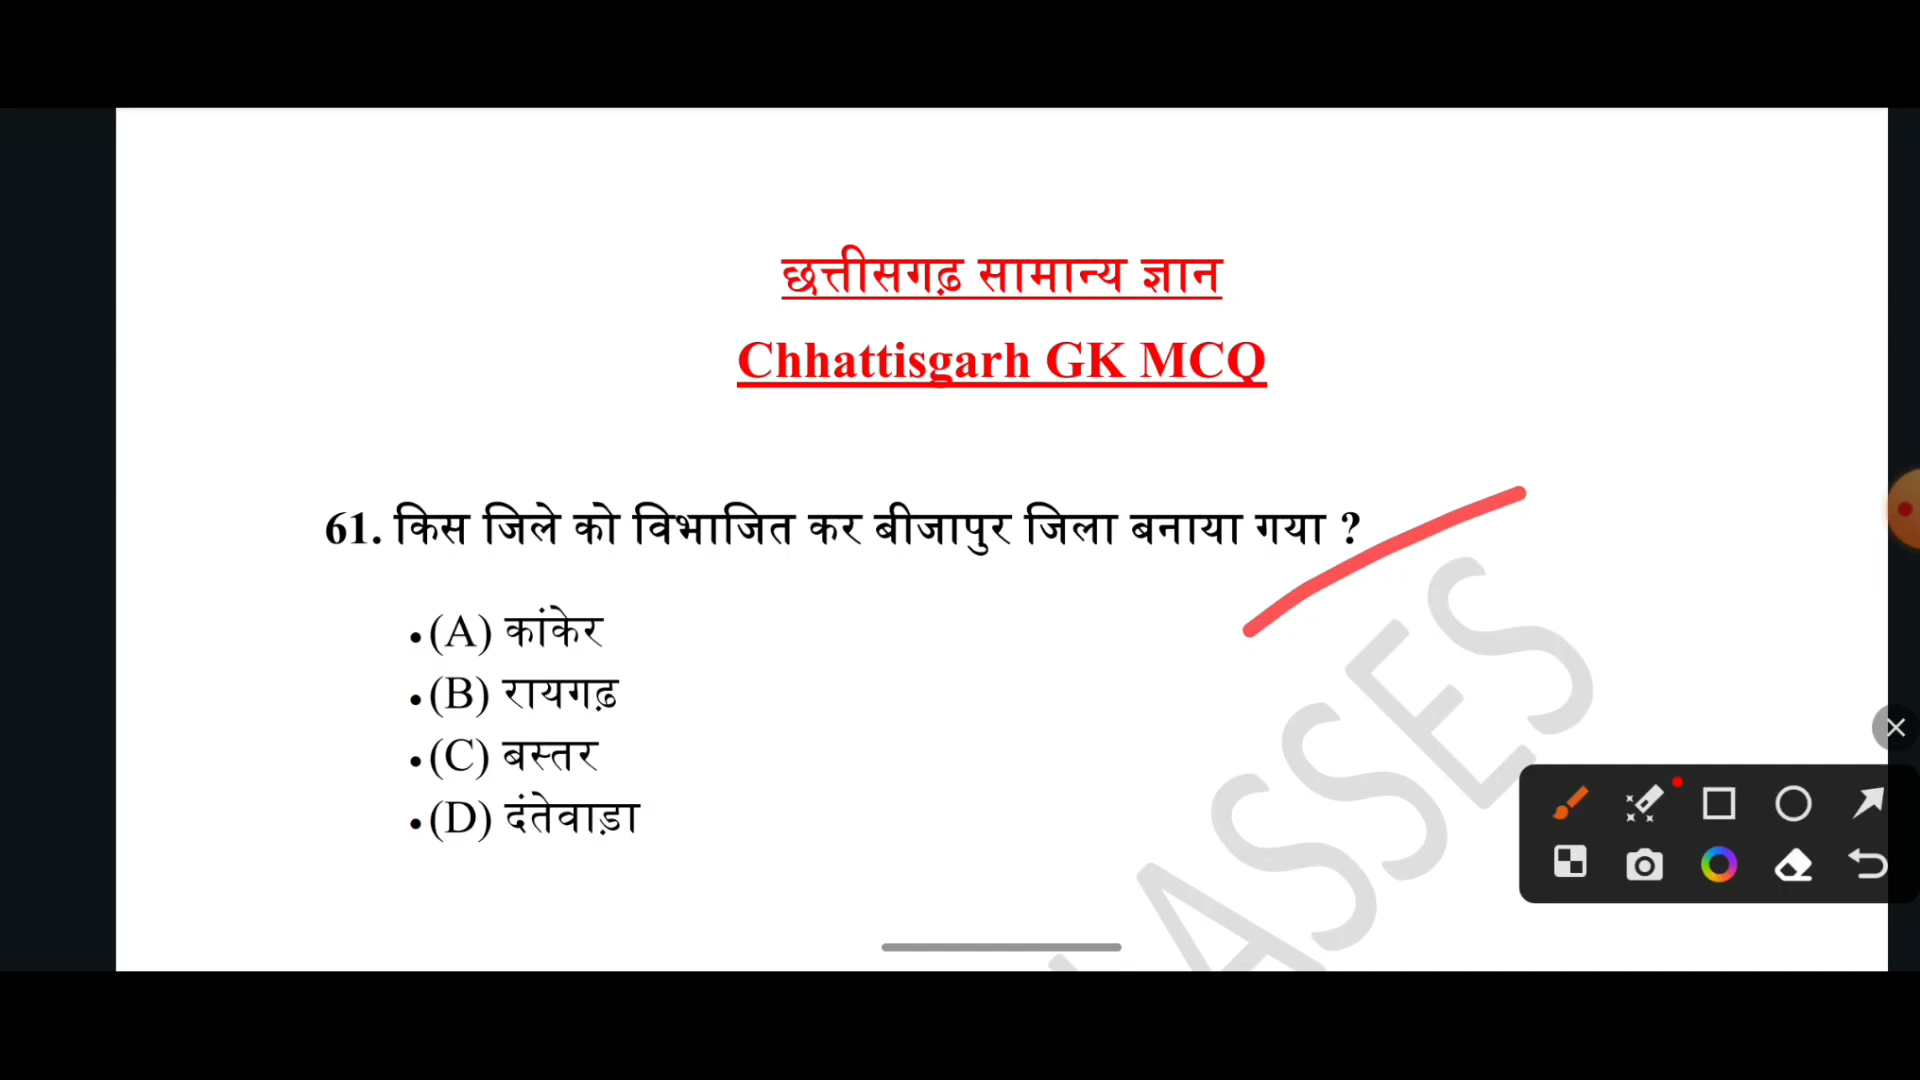 छत्तीसगढ़ सामान्य ज्ञान
Chhattisgarh GK MCQ
61. किस जिले को विभाजित कर बीजापुर जिला बनाया गया ?
•(A) कांकेर
•(B) रायगढ़
•(C) बस्तर
•(D) दंतेवाड़ा
ASSES